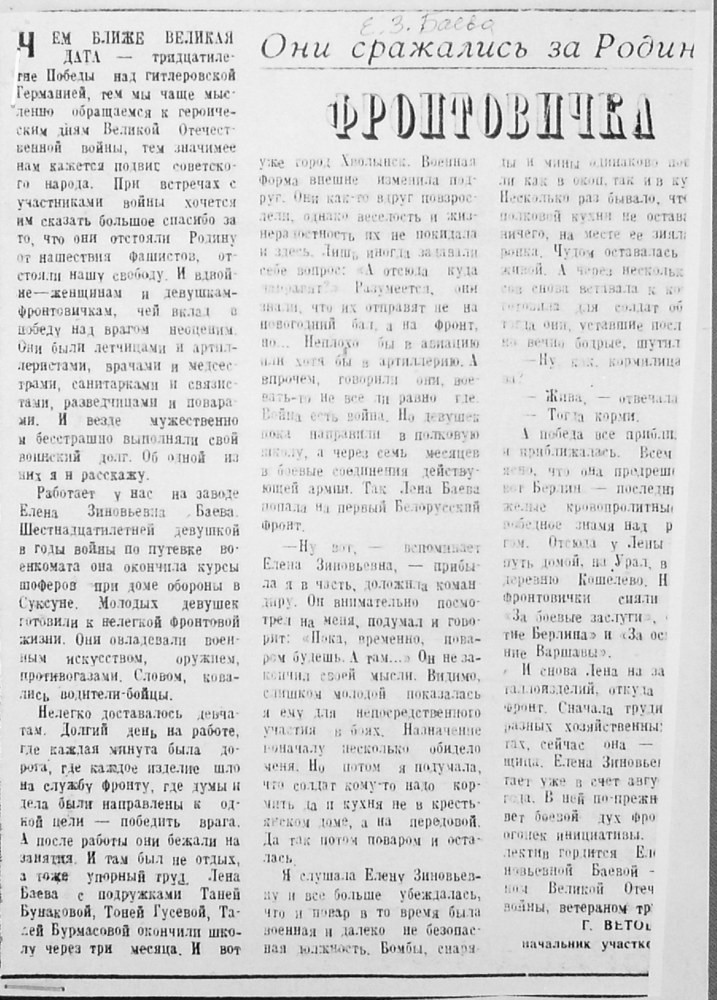 Е. З. Баева
Они сражались за Родин
ФРОНТОВИЧКА
ЧЕМ БЛИЖЕ ВЕЛИКАЯ
ДАТА — тридцатиле-
тие Победы над гитлеровской
Германией, тем мы чаще мыс-
ленно обращаемся к героиче-
ским дням Великой Отечест-
венной войны, тем значимее
нам кажется подвиг советско-
го народа. При встречах с
участниками войны хочется
им сказать большое спасибо за
то, что они отстояли Родину
от нашествия фашистов, от-
стояли нашу свободу. И вдвой-
не—женщинам и девушкам-
фронтовичкам, чей вклад в
победу над врагом неоценим.
Они были летчицами и артил-
леристами, врачами и медсес-
трами, санитарками и связис-
тами, разведчицами и повара-
ми. И везде мужественно
и бесстрашно выполняли свой
воинский долг. Об одной из
них я и расскажу.
Работает у нас на заводе
Елена Зиновьевна Баева.
Шестнадцатилетней девушкой
в годы войны по путевке во-
енкомата она окончила курсы
шоферов при доме обороны в
Суксуне. Молодых девушек
готовили к нелегкой фронтовой
жизни. Они овладевали воен-
ным искусством, оружием,
противогазами. Словом, кова-
лись водители-бойцы.
Нелегко доставалось девча-
там. Долгий день на работе,
где каждая минута была до-
рога, где каждое изделие шло
на службу фронту, где думы и
дела были направлены к од-
ной цели — победить врага.
А после работы они бежали на
занятия. И там был не отдых,
а тоже упорный труд. Лена
Баева с подружками Таней
Бунаковой, Тоней Гусевой, Та-
ней Бурмасовой окончили шко-
лу через три месяца. И вот
уже город Хволынск. Военная
форма внешне изменила под-
руг. Они как-то вдруг повзрос-
лели, однако веселость и жиз-
нерадостность их не покидала
и здесь. Лишь иногда задавали
себе вопрос: «А отсюда куда
направят?» Разумеется, они
знали, что их отправят не на
новогодний бал, а на фронт,
но... Неплохо бы в авиацию
или хотя бы в артиллерию. А
впрочем, говорили они, вое-
вать-то не все ли равно где.
Война есть война. Но девушек
пока направили в полковую
школу, а через семь месяцев
в боевые соединения действу-
ющей армии. Так Лена Баева
попала на первый Белорусский
фронт.
—Ну вот, — вспоминает
Елена Зиновьевна, — прибы-
ла я в часть, доложила коман-
диру. Он внимательно посмо-
трел на меня, подумал и гово-
рит: «Пока, временно, пова-
ром будешь. А там...» Он не за-
кончил своей мысли. Видимо,
слишком молодой показалась
я ему для непосредственного
участия в боях. Назначение
поначалу несколько обидело
меня. Но потом я подумала,
что солдат кому-то надо кор-
мить да и кухня не в кресть-
янском доме, а на передовой.
Да так потом поваром и оста-
лась.
Я слушала Елену Зиновьев-
ну и все больше убеждалась,
что и повар в то время была
военная и далеко не безопас-
ная должность. Бомбы, снаря-
ды и мины одинаково поп
ли как в окоп, так и в ку
Несколько раз бывало, что
полковой кухни не остава
ничего, на месте ее зияла
ронка. Чудом оставалась
живой. А через нескольк
сов снова вставала к ко
готовила для солдат об
тогда они, уставшие посл
но вечно бодрые, шутил
—Ну как, кормилица
ва?
— Жива, — отвечала
— Тогда корми.
А победа все прибли
и приближалась. Всем
ясно, что она предреше
вот Берлин — последни
желые кровопролитные
победное знамя над р
гом. Отсюда у Лены
путь домой, на Урал, в
деревню Кошелево. Н
фронтовички сияли
«За боевые заслуги»,
тие Берлина» и «За ос
ние Варшавы».
И снова Лена на за
таллоизделий, откуда
фронт. Сначала труди
разных хозяйственны
тах, сейчас она —
щица. Елена Зиновьев
тает уже в счет авгу
года. В ней по-прежн
вет боевой дух фро
огонек инициативы.
лектив гордится Еле
новьевной Баевой -
ном Великой Отеч
войны, ветераном тр
Г. ВЕТО
начальник участк